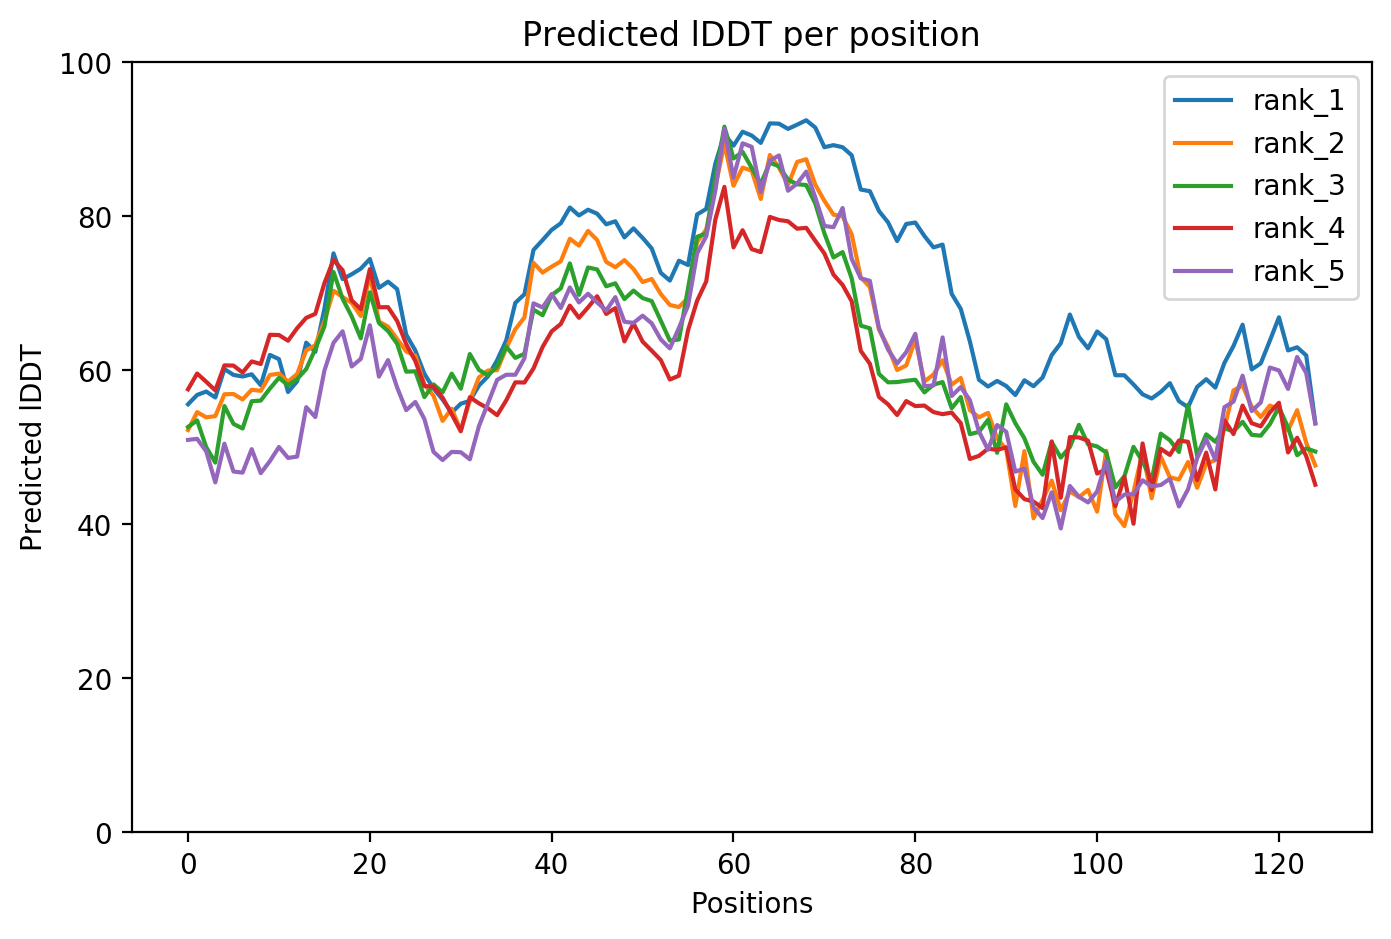 Predicted lDDT per position
100
80
60
40
20
0
Predicted lDDT
rank_1
rank_2
rank_3
rank_4
rank_5
0 20 40 60 80 100 120
Positions